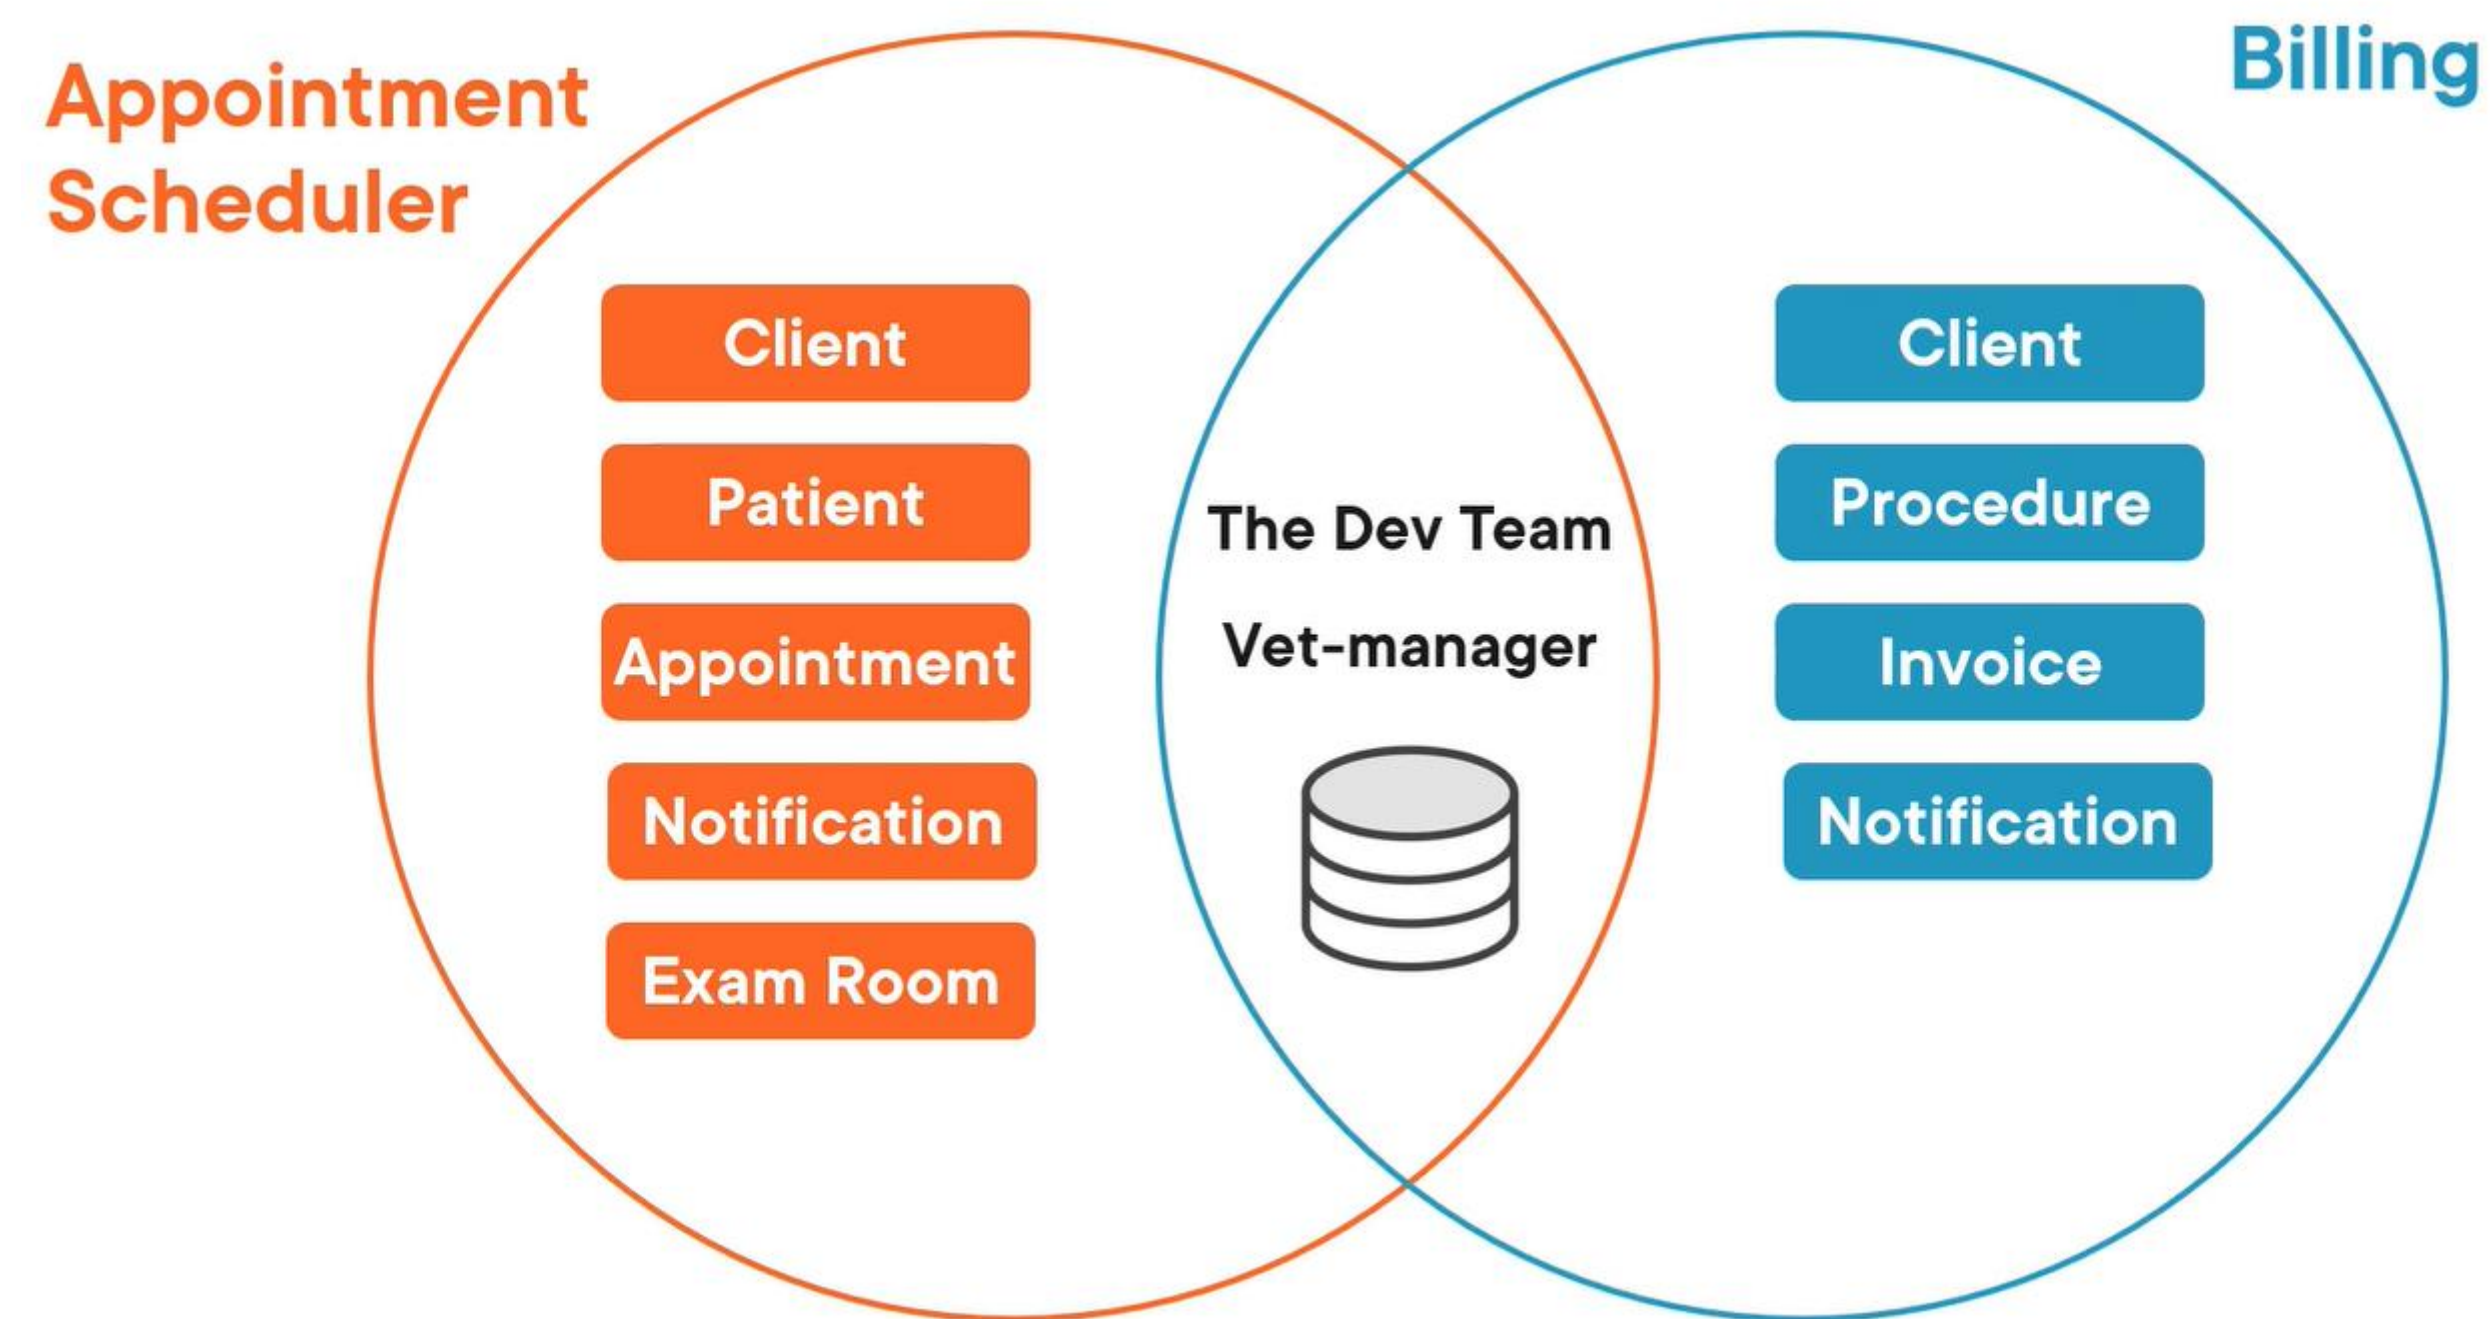 Appointment
Scheduler
Client
Patient
Appointment
Notification
Exam Room
The Dev Team
Vet-manager
Billing
Client
Procedure
Invoice
Notification